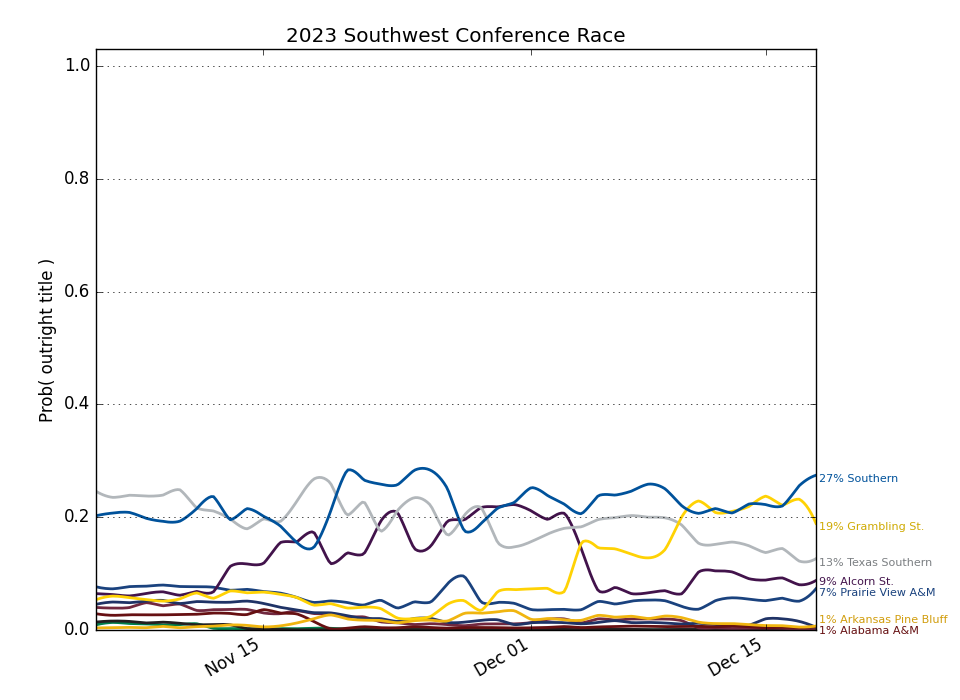 2023 Southwest Conference Race
Prob( outright title )
1.0
0.8
0.6
0.4
0.2
0.0
Nov 15
Dec 01
Dec 15
27% Southern
19% Grambling St.
13% Texas Southern
9% Alcorn St.
7% Prairie View A&M
1% Arkansas Pine Bluff
1% Alabama A&M